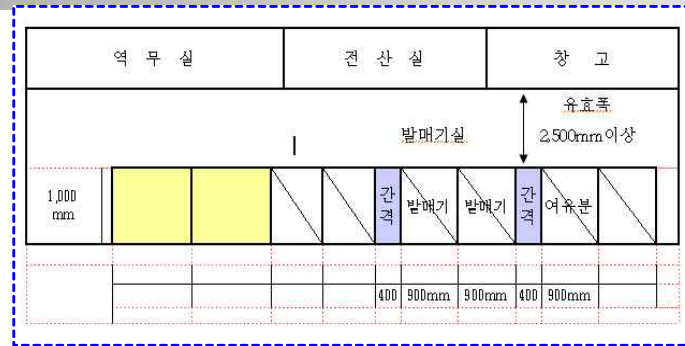 역 무 실
전 산 실
창 고
유효폭
2,500mm이상
발매기실
1,000
mm
간격
발매기
발매기
간격
여유분
400
900mm
900mm
400
900mm